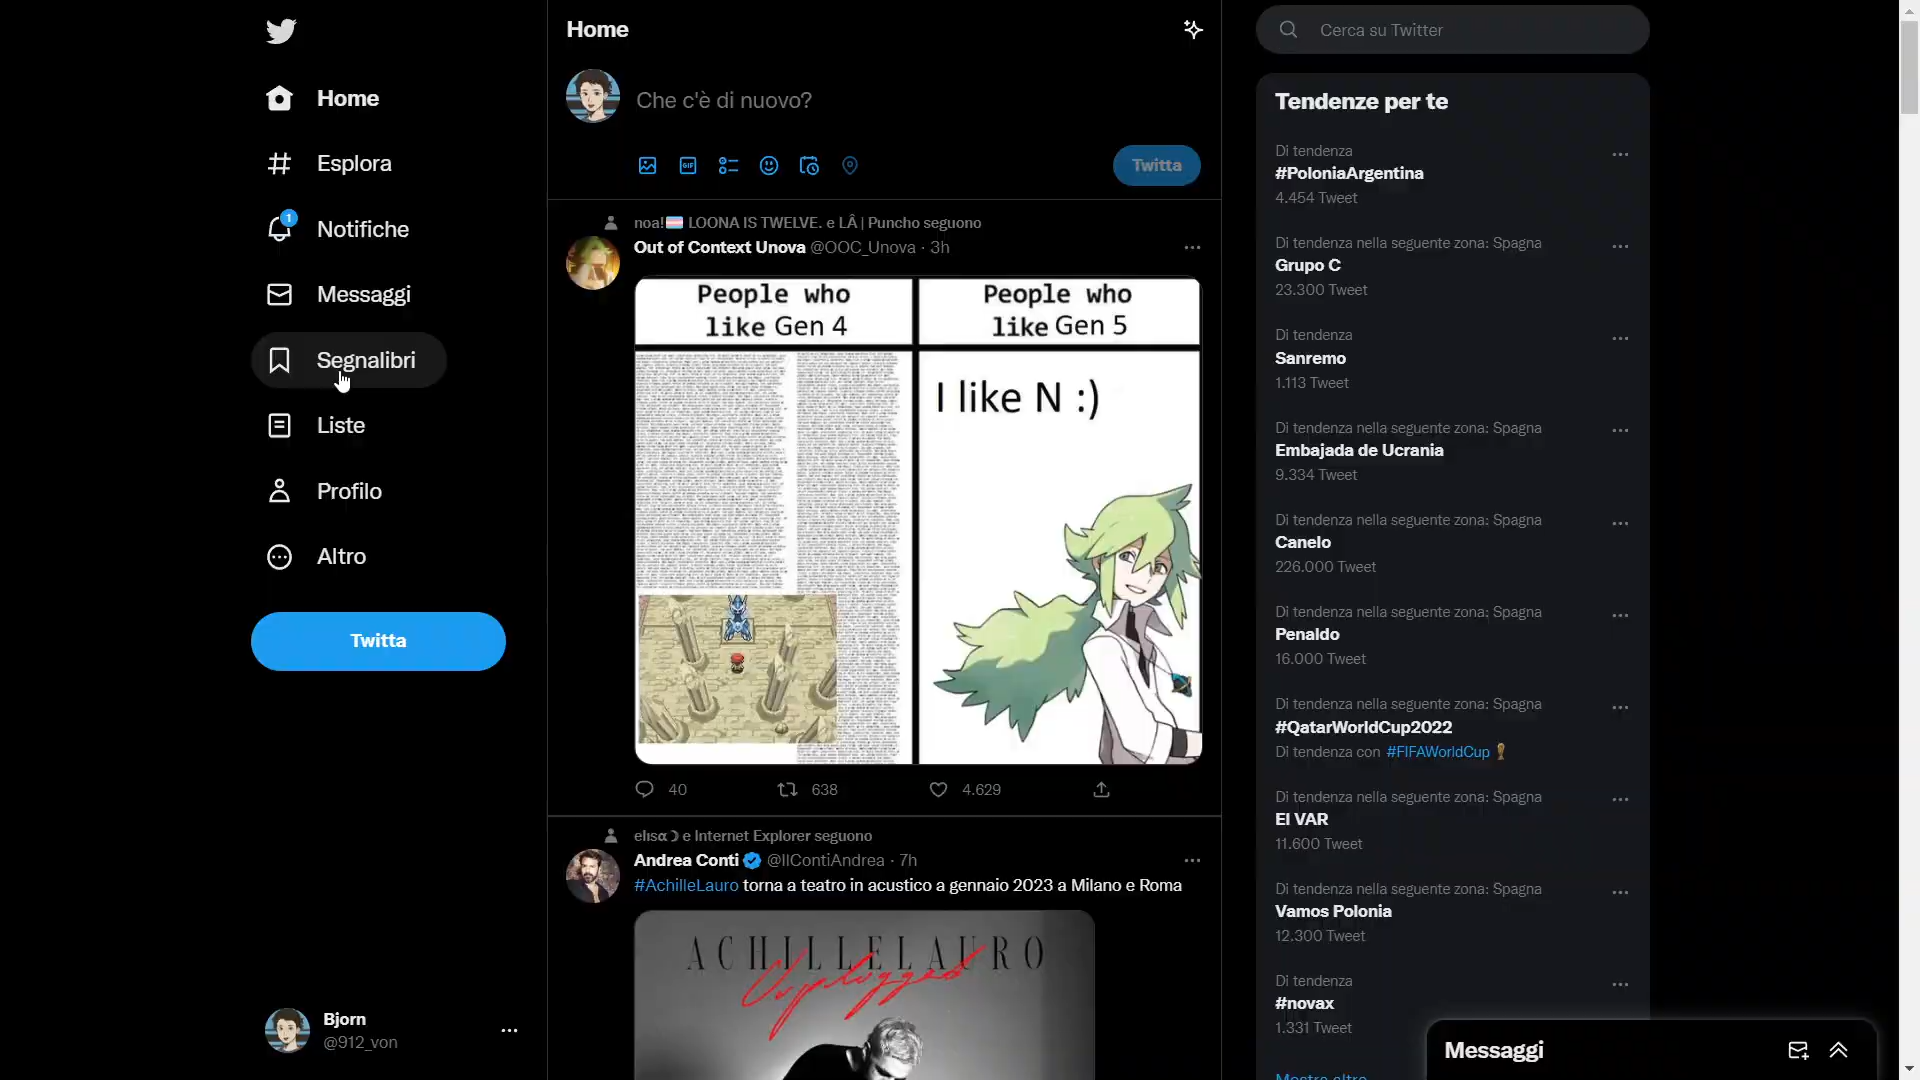 Home
Esplora
1
Notifiche
Messaggi
Segnalibri
Liste
Profilo
Altro
Twitta
Bjorn
@912_von
Home
Che c'è di nuovo?
GIF
Twitta
noa! LOONA IS TWELVE. e LÂ | Puncho seguono
Out of Context Unova @OOC_Unova · 3h
People who
like Gen 4
People who
like Gen 5
I like N :)
40
638
4.629
elısα☽ e Internet Explorer seguono
Andrea Conti @IlContiAndrea · 7h
#AchilleLauro torna a teatro in acustico a gennaio 2023 a Milano e Roma
ACHILLELAURO
Unplugged
Cerca su Twitter
Tendenze per te
Di tendenza
#PoloniaArgentina
4.454 Tweet
Di tendenza nella seguente zona: Spagna
Grupo C
23.300 Tweet
Di tendenza
Sanremo
1.113 Tweet
Di tendenza nella seguente zona: Spagna
Embajada de Ucrania
9.334 Tweet
Di tendenza nella seguente zona: Spagna
Canelo
226.000 Tweet
Di tendenza nella seguente zona: Spagna
Penaldo
16.000 Tweet
Di tendenza nella seguente zona: Spagna
#QatarWorldCup2022
Di tendenza con #FIFAWorldCup
Di tendenza nella seguente zona: Spagna
El VAR
11.600 Tweet
Di tendenza nella seguente zona: Spagna
Vamos Polonia
12.300 Tweet
Di tendenza
#novax
1.331 Tweet
Mostra altro
Messaggi